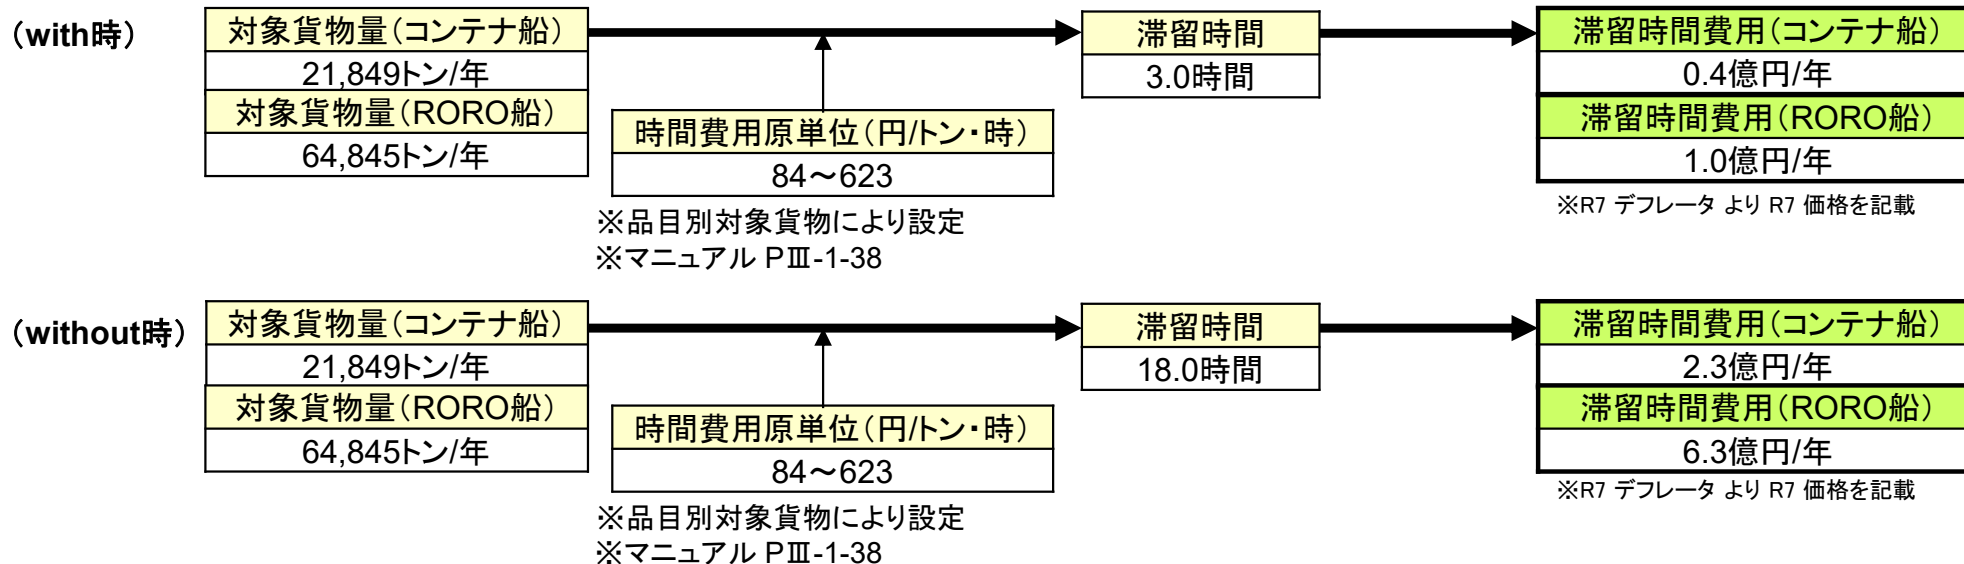 （with時）
対象貨物量（コンテナ船）
21,849トン/年
対象貨物量（RORO船）
64,845トン/年
時間費用原単位（円/トン・時）
84～623
※品目別対象貨物により設定
※マニュアル PⅢ-1-38
滞留時間
3.0時間
滞留時間費用（コンテナ船）
0.4億円/年
滞留時間費用（RORO船）
1.0億円/年
※R7 デフレータ より R7 価格を記載
（without時）
対象貨物量（コンテナ船）
21,849トン/年
対象貨物量（RORO船）
64,845トン/年
時間費用原単位（円/トン・時）
84～623
※品目別対象貨物により設定
※マニュアル PⅢ-1-38
滞留時間
18.0時間
滞留時間費用（コンテナ船）
2.3億円/年
滞留時間費用（RORO船）
6.3億円/年
※R7 デフレータ より R7 価格を記載